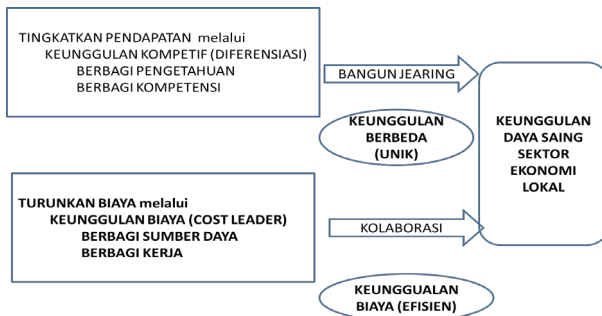 TINGKATKAN PENDAPATAN melalui
KEUNGGULAN KOMPETIF (DIFERENSIASI)
BERBAGI PENGETAHUAN
BERBAGI KOMPETENSI
BANGUN JEARING
KEUNGGULAN
BERBEDA
(UNIK)
KEUNGGULAN
DAYA SAING
SEKTOR
EKONOMI
LOKAL
TURUNKAN BIAYA melalui
KEUNGGULAN BIAYA (COST LEADER)
BERBAGI SUMBER DAYA
BERBAGI KERJA
KOLABORASI
KEUNGGUALAN
BIAYA (EFISIEN)